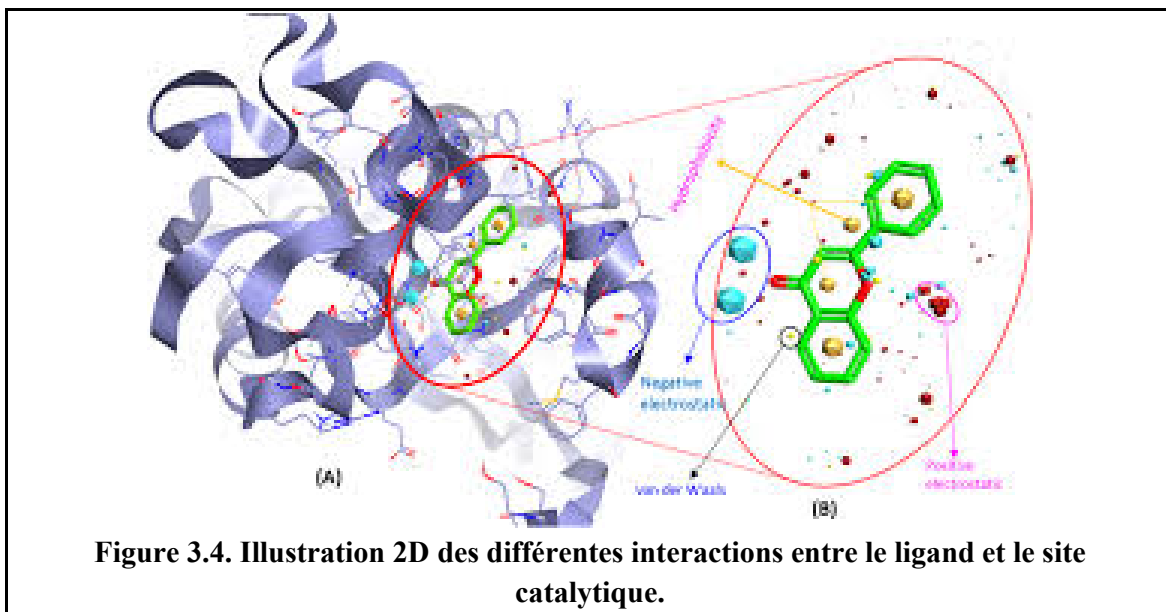 Hydrophobicity
Negative
electrostatic
van der Waals
Positive
electrostatic
(A)
(B)
Figure 3.4. Illustration 2D des différentes interactions entre le ligand et le site
catalytique.